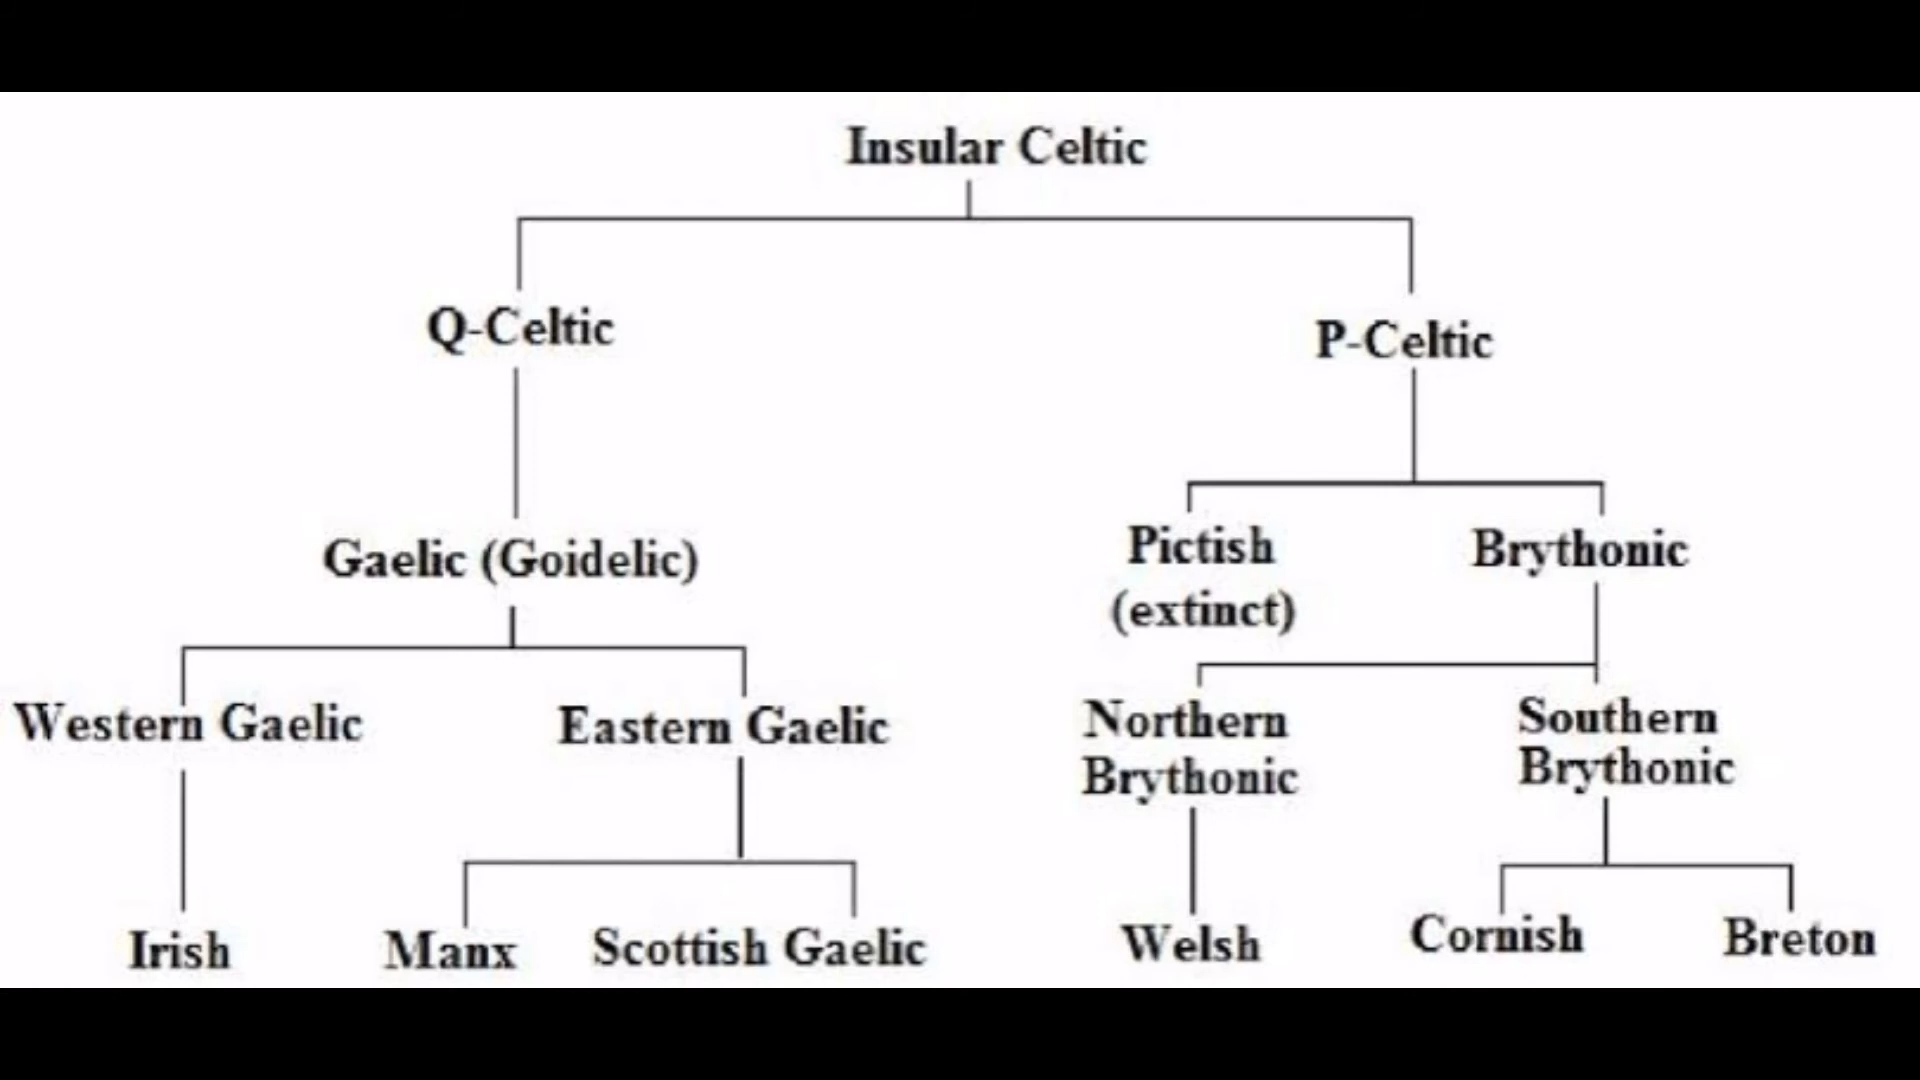 Insular Celtic
Q-Celtic
P-Celtic
Gaelic (Goidelic)
Pictish
(extinct)
Brythonic
Western Gaelic
Eastern Gaelic
Northern
Brythonic
Southern
Brythonic
Irish
Manx
Scottish Gaelic
Welsh
Cornish
Breton